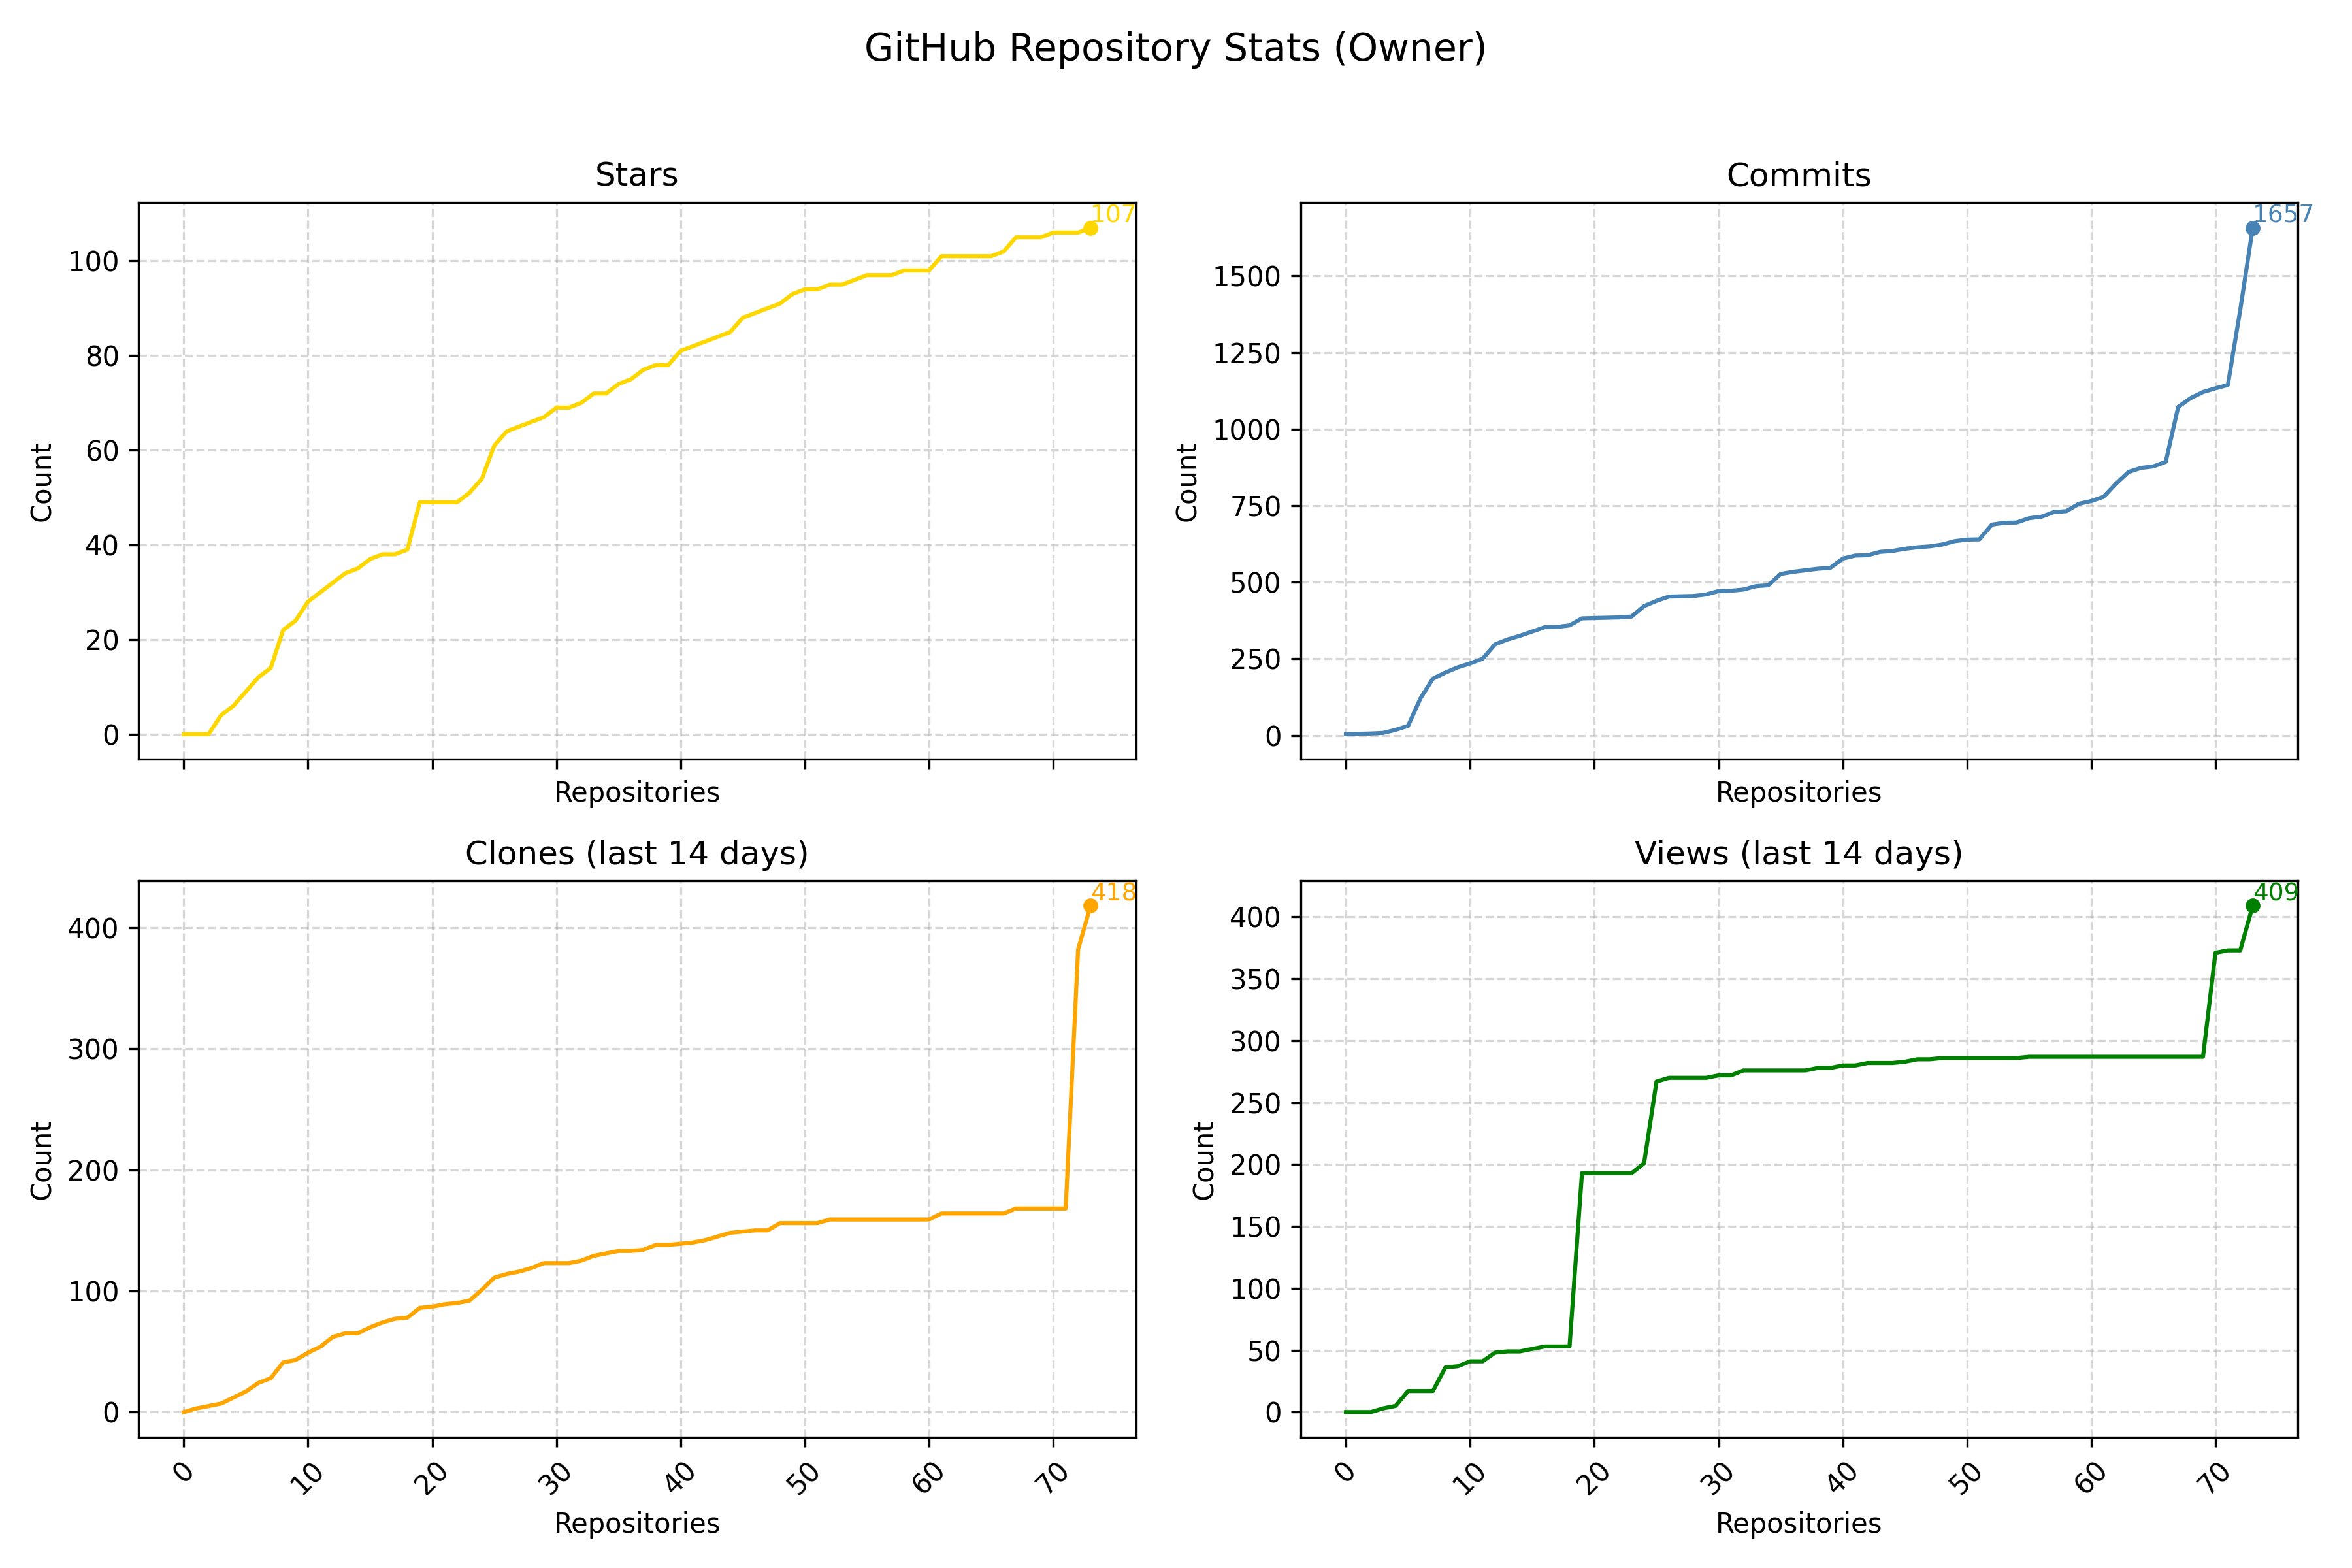 GitHub Repository Stats (Owner)
Stars
107
100
80
60
40
20
0
Count
Repositories
Commits
1657
1500
1250
1000
750
500
250
0
Count
Repositories
Clones (last 14 days)
418
400
300
200
100
0
Count
0 10 20 30 40 50 60 70
Repositories
Views (last 14 days)
409
400
350
300
250
200
150
100
50
0
Count
0 10 20 30 40 50 60 70
Repositories